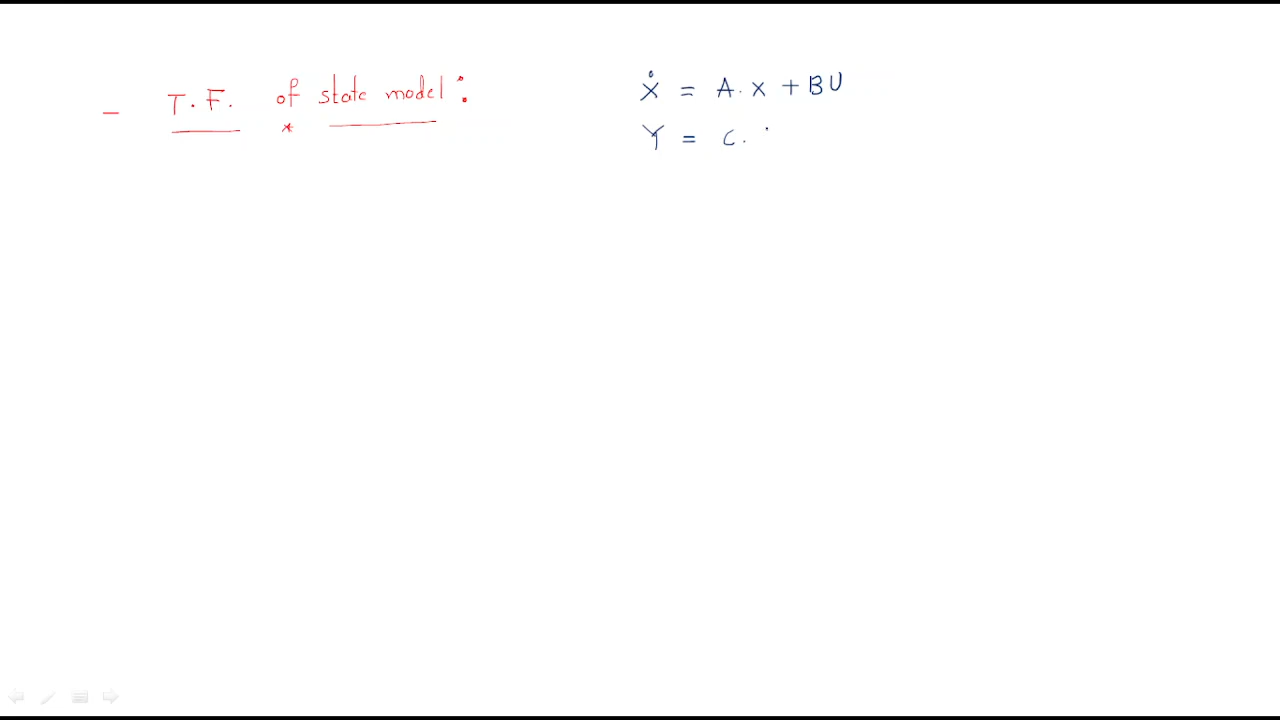 - T.F. of state model:
Ẋ = A.X + BU
Y = C.